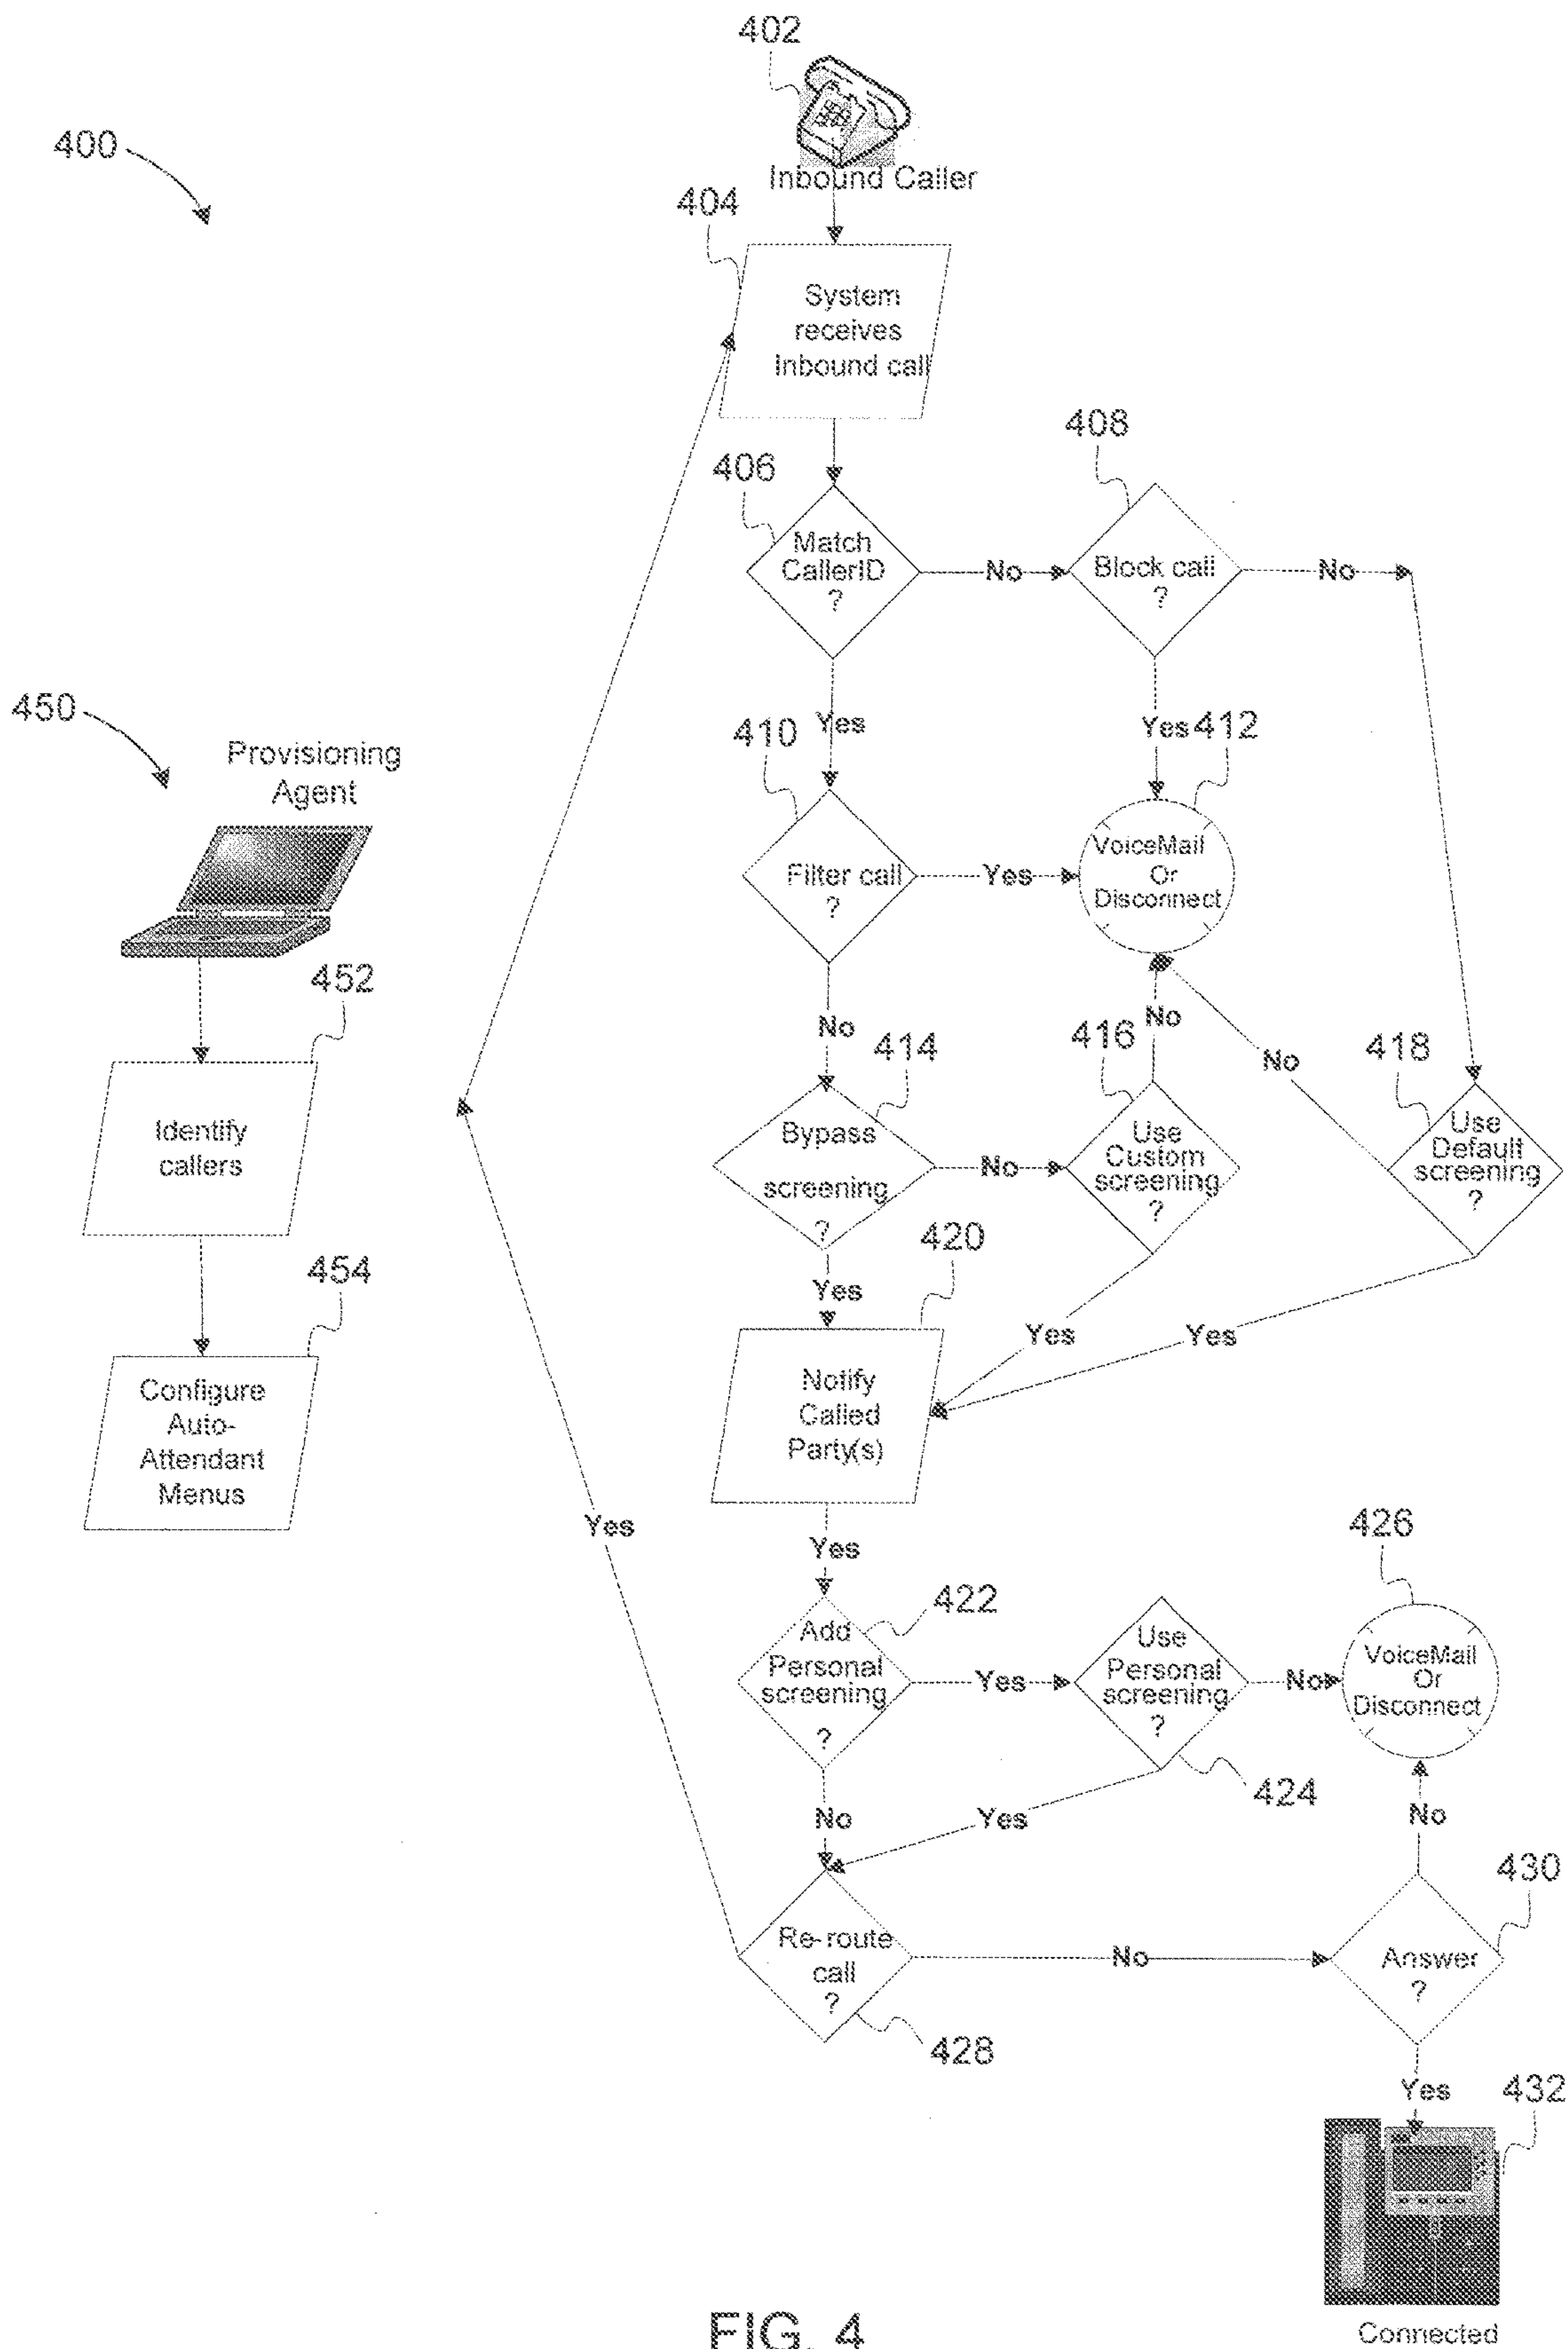 402
400
Inbound Caller
404
System
receives
Inbound call
408
406
Match
CallerID
?
No
Block call
?
No
450
Provisioning
Agent
410
Yes
Yes
412
Filter call
?
Yes
VoiceMail
Or
Disconnect
452
No
414
416
No
No
418
Identify
callers
Bypass
screening
?
No
Use
Custom
screening
?
Use
Default
screening
?
454
420
Yes
Yes
Yes
Configure
Auto-
Attendant
Menus
Notify
Called
Party(s)
Yes
Yes
426
422
Add
Personal
screening
?
Yes
Use
Personal
screening
?
No
VoiceMail
Or
Disconnect
424
No
Yes
No
430
Re-route
call
?
No
Answer
?
428
Yes
432
Connected
FIG. 4